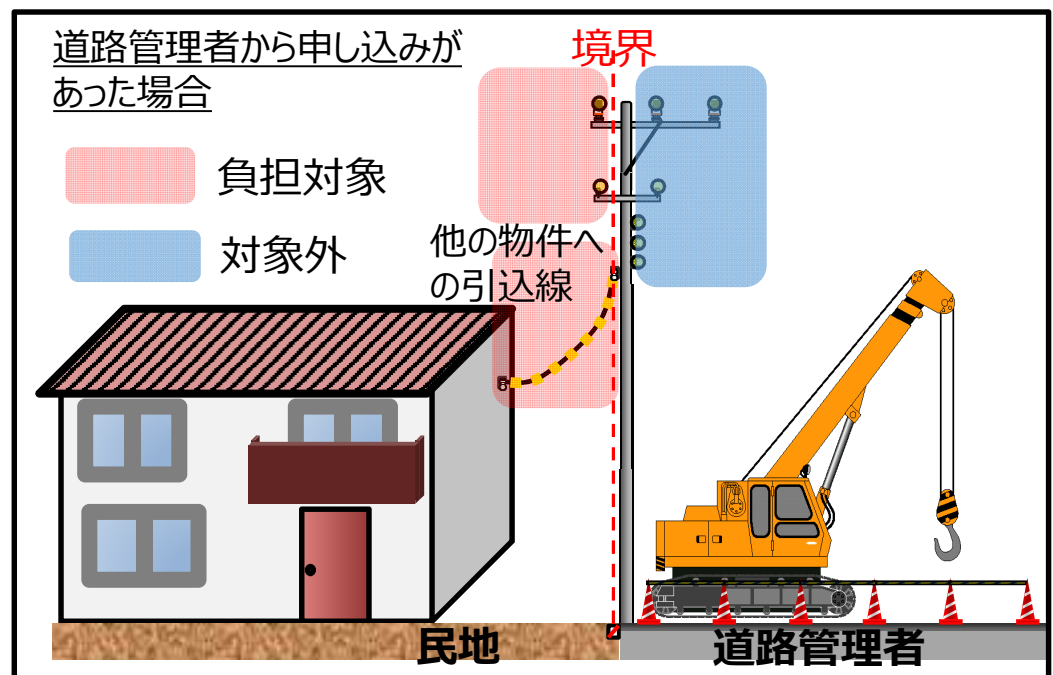 道路管理者から申し込みが
あった場合
境界
負担対象
対象外
他の物件へ
の引込線
民地
道路管理者